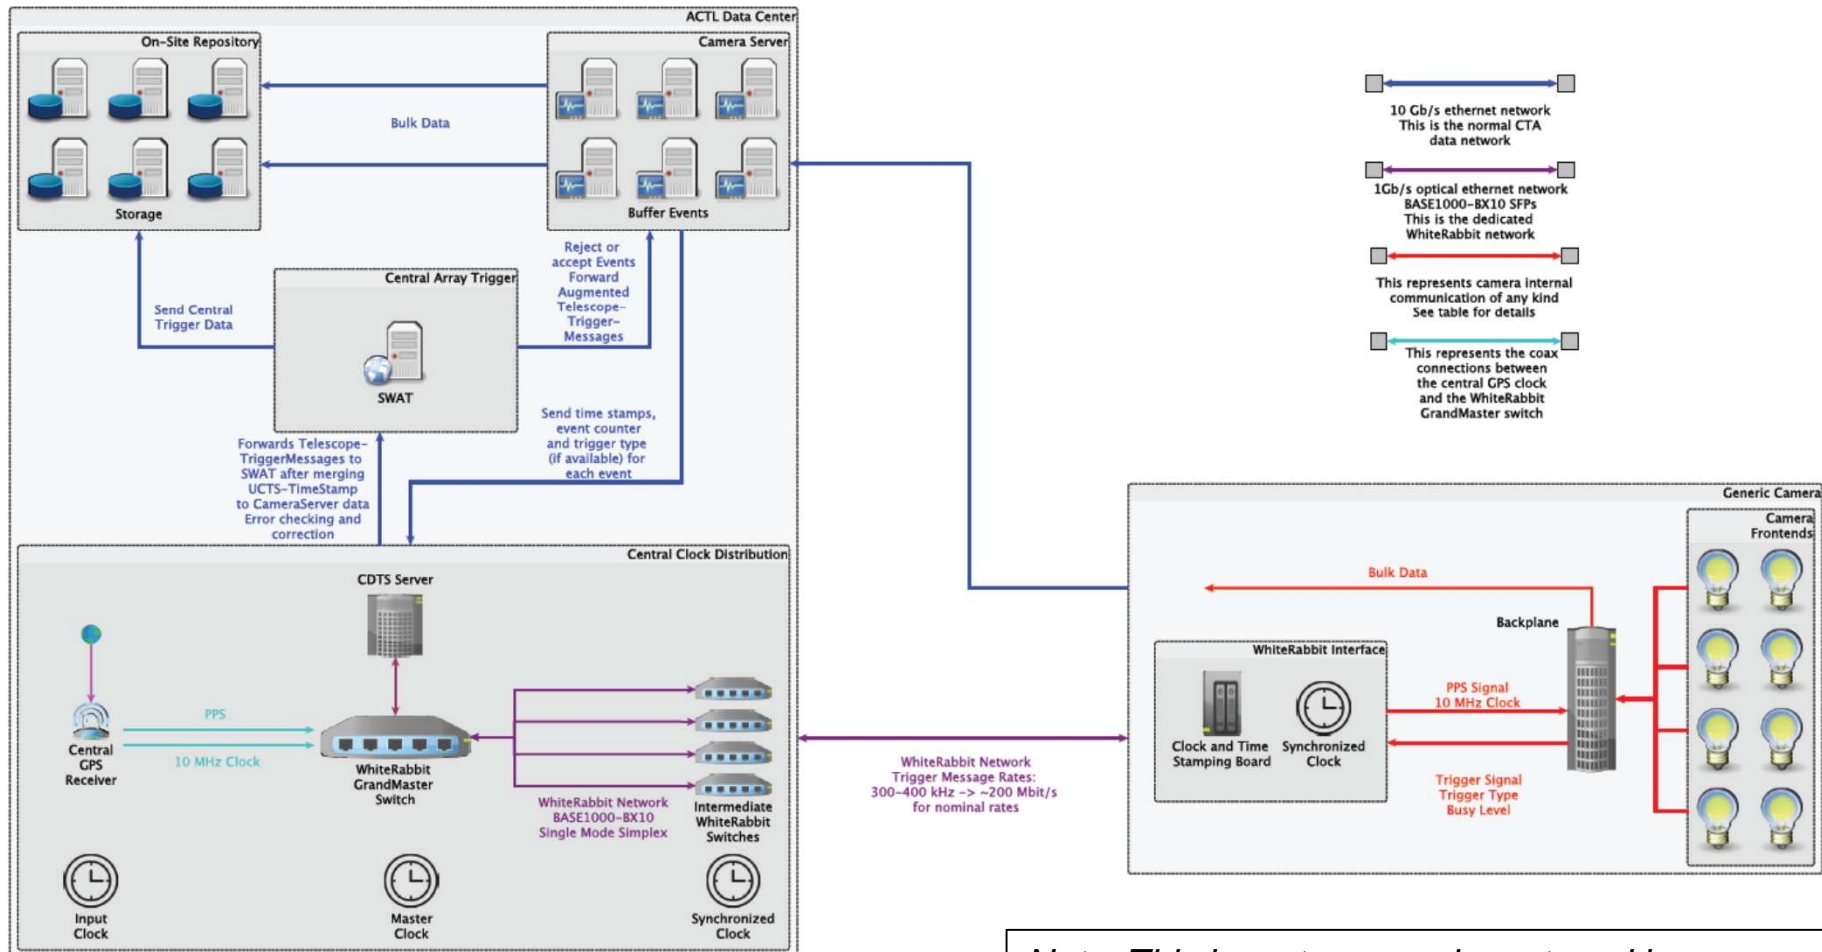 ACTL Data Center
On-Site Repository
Storage
Bulk Data
Camera Server
Buffer Events
Send Central
Trigger Data
Central Array Trigger
SWAT
Reject or
accept Events
Forward
Augmented
Telescope-
Trigger-
Messages
Forwards Telescope-
TriggerMessages to
SWAT after merging
UCTS-TimeStamp
to CameraServer data
Error checking and
correction
Send time stamps,
event counter
and trigger type
(if available) for
each event
Central Clock Distribution
CDTS Server
Central
GPS
Receiver
PPS
10 MHz Clock
WhiteRabbit
GrandMaster
Switch
WhiteRabbit Network
BASE1000-BX10
Single Mode Simplex
Intermediate
WhiteRabbit
Switches
Input
Clock
Master
Clock
Synchronized
Clock
WhiteRabbit Network
Trigger Message Rates:
300-400 kHz -> ~200 Mbit/s
for nominal rates
10 Gb/s ethernet network
This is the normal CTA
data network
1Gb/s optical ethernet network
BASE1000-BX10 SFPs
This is the dedicated
WhiteRabbit network
This represents camera internal
communication of any kind
See table for details
This represents the coax
connections between
the central GPS clock
and the WhiteRabbit
GrandMaster switch
Generic Camera
Camera
Frontends
Bulk Data
Backplane
WhiteRabbit Interface
Clock and Time
Stamping Board
Synchronized
Clock
PPS Signal
10 MHz Clock
Trigger Signal
Trigger Type
Busy Level